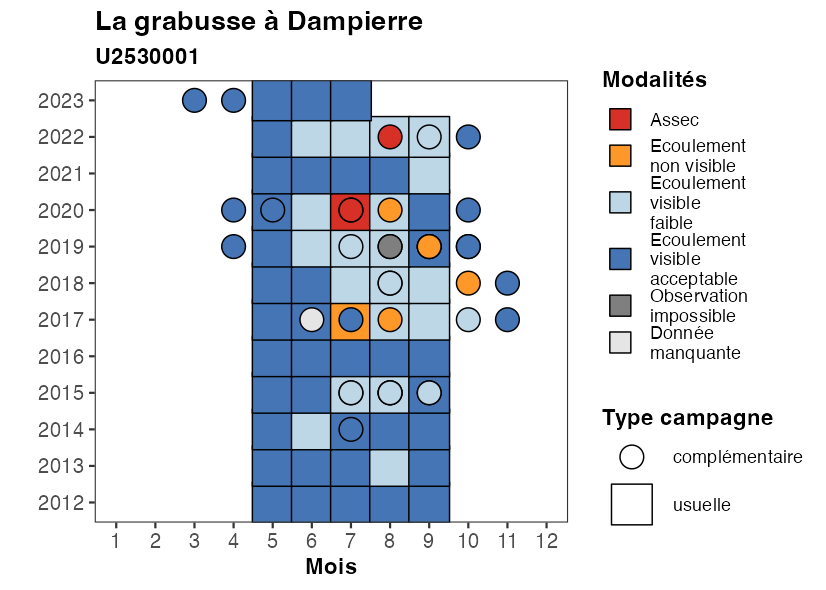 La grabusse à Dampierre
U2530001
2023
2022
2021
2020
2019
2018
2017
2016
2015
2014
2013
2012
1 2 3 4 5 6 7 8 9 10 11 12
Mois
Modalités
Assec
Ecoulement
non visible
Ecoulement
visible
faible
Ecoulement
visible
acceptable
Observation
impossible
Donnée
manquante
Type campagne
complémentaire
usuelle